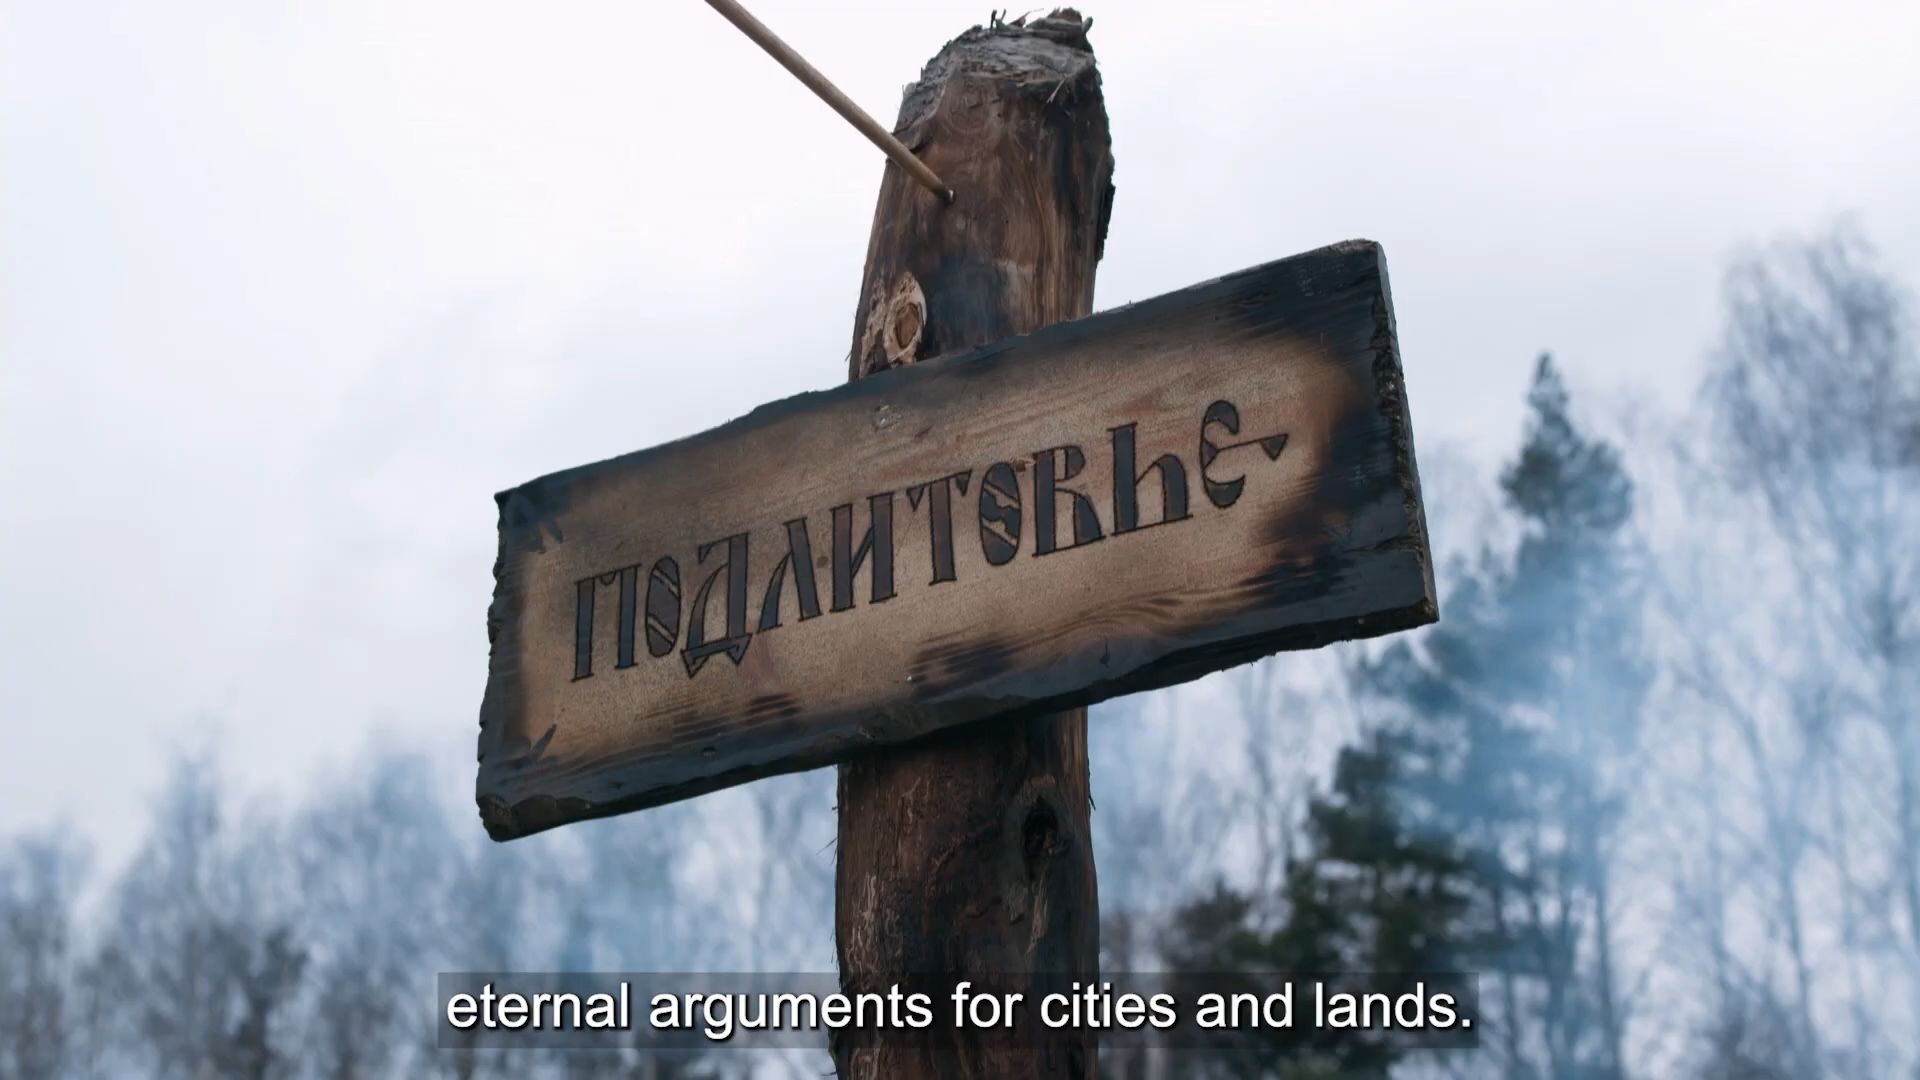 ПОДЛИТОВЬЕ
eternal arguments for cities and lands.